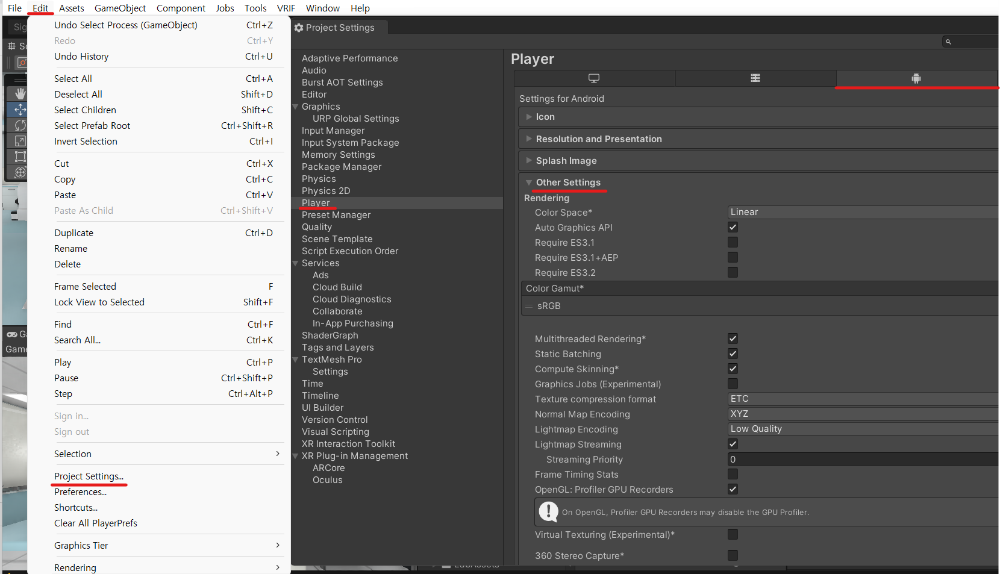 File Edit Assets GameObject Component Jobs Tools VRIF Window Help
Undo Select Process (GameObject) Ctrl+Z
Redo Ctrl+Y
Undo History Ctrl+U
Select All Ctrl+A
Deselect All Shift+D
Select Children Shift+C
Select Prefab Root Ctrl+Shift+R
Invert Selection Ctrl+I
Cut Ctrl+X
Copy Ctrl+C
Paste Ctrl+V
Paste As Child Ctrl+Shift+V
Duplicate Ctrl+D
Rename
Delete
Frame Selected F
Lock View to Selected Shift+F
Find Ctrl+F
Search All... Ctrl+K
Play Ctrl+P
Pause Ctrl+Shift+P
Step Ctrl+Alt+P
Sign in...
Sign out
Selection
Project Settings...
Preferences...
Shortcuts...
Clear All PlayerPrefs
Graphics Tier
Rendering
Sig
Sc
Ga
Game
Project Settings
Adaptive Performance
Audio
Burst AOT Settings
Editor
Graphics
URP Global Settings
Input Manager
Input System Package
Memory Settings
Package Manager
Physics
Physics 2D
Player
Preset Manager
Quality
Scene Template
Script Execution Order
Services
Ads
Cloud Build
Cloud Diagnostics
Collaborate
In-App Purchasing
ShaderGraph
Tags and Layers
TextMesh Pro
Settings
Time
Timeline
UI Builder
Version Control
Visual Scripting
XR Interaction Toolkit
XR Plug-in Management
ARCore
Oculus
Player
Settings for Android
Icon
Resolution and Presentation
Splash Image
Other Settings
Rendering
Color Space* Linear
Auto Graphics API
Require ES3.1
Require ES3.1+AEP
Require ES3.2
Color Gamut*
sRGB
Multithreaded Rendering*
Static Batching
Compute Skinning*
Graphics Jobs (Experimental)
Texture compression format ETC
Normal Map Encoding XYZ
Lightmap Encoding Low Quality
Lightmap Streaming
Streaming Priority 0
Frame Timing Stats
OpenGL: Profiler GPU Recorders
On OpenGL, Profiler GPU Recorders may disable the GPU Profiler.
Virtual Texturing (Experimental)*
360 Stereo Capture*